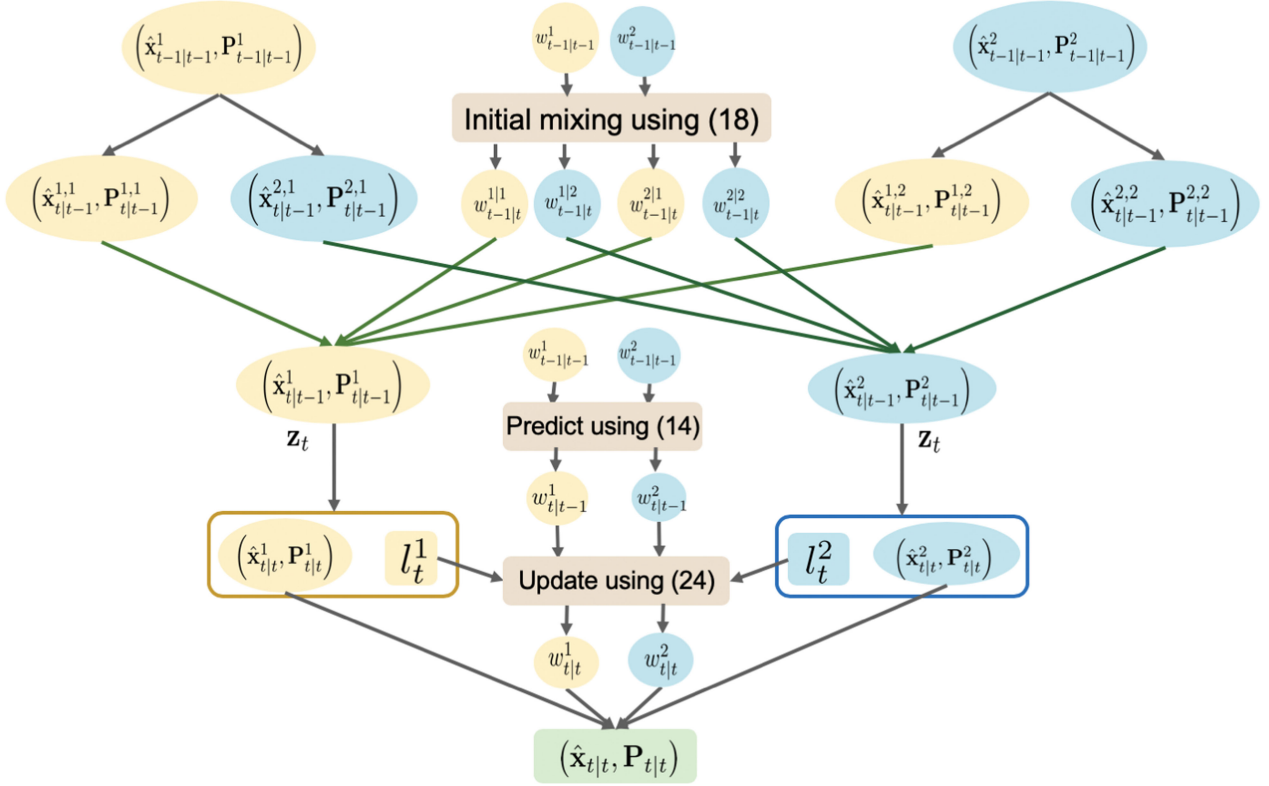 (x̂¹ₜ₋₁|ₜ₋₁, P¹ₜ₋₁|ₜ₋₁)
w¹ₜ₋₁|ₜ₋₁
w²ₜ₋₁|ₜ₋₁
(x̂²ₜ₋₁|ₜ₋₁, P²ₜ₋₁|ₜ₋₁)
Initial mixing using (18)
(x̂¹,¹ₜ|ₜ₋₁, P¹,¹ₜ|ₜ₋₁)
(x̂²,¹ₜ|ₜ₋₁, P²,¹ₜ|ₜ₋₁)
w¹|¹ₜ₋₁|ₜ
w¹|²ₜ₋₁|ₜ
w²|¹ₜ₋₁|ₜ
w²|²ₜ₋₁|ₜ
(x̂¹,²ₜ|ₜ₋₁, P¹,²ₜ|ₜ₋₁)
(x̂²,²ₜ|ₜ₋₁, P²,²ₜ|ₜ₋₁)
(x̂¹ₜ|ₜ₋₁, P¹ₜ|ₜ₋₁)
w¹ₜ₋₁|ₜ₋₁
w²ₜ₋₁|ₜ₋₁
(x̂²ₜ|ₜ₋₁, P²ₜ|ₜ₋₁)
zₜ
Predict using (14)
zₜ
w¹ₜ|ₜ₋₁
w²ₜ|ₜ₋₁
(x̂¹ₜ|ₜ, P¹ₜ|ₜ)
l¹ₜ
Update using (24)
l²ₜ
(x̂²ₜ|ₜ, P²ₜ|ₜ)
w¹ₜ|ₜ
w²ₜ|ₜ
(x̂ₜ|ₜ, Pₜ|ₜ)